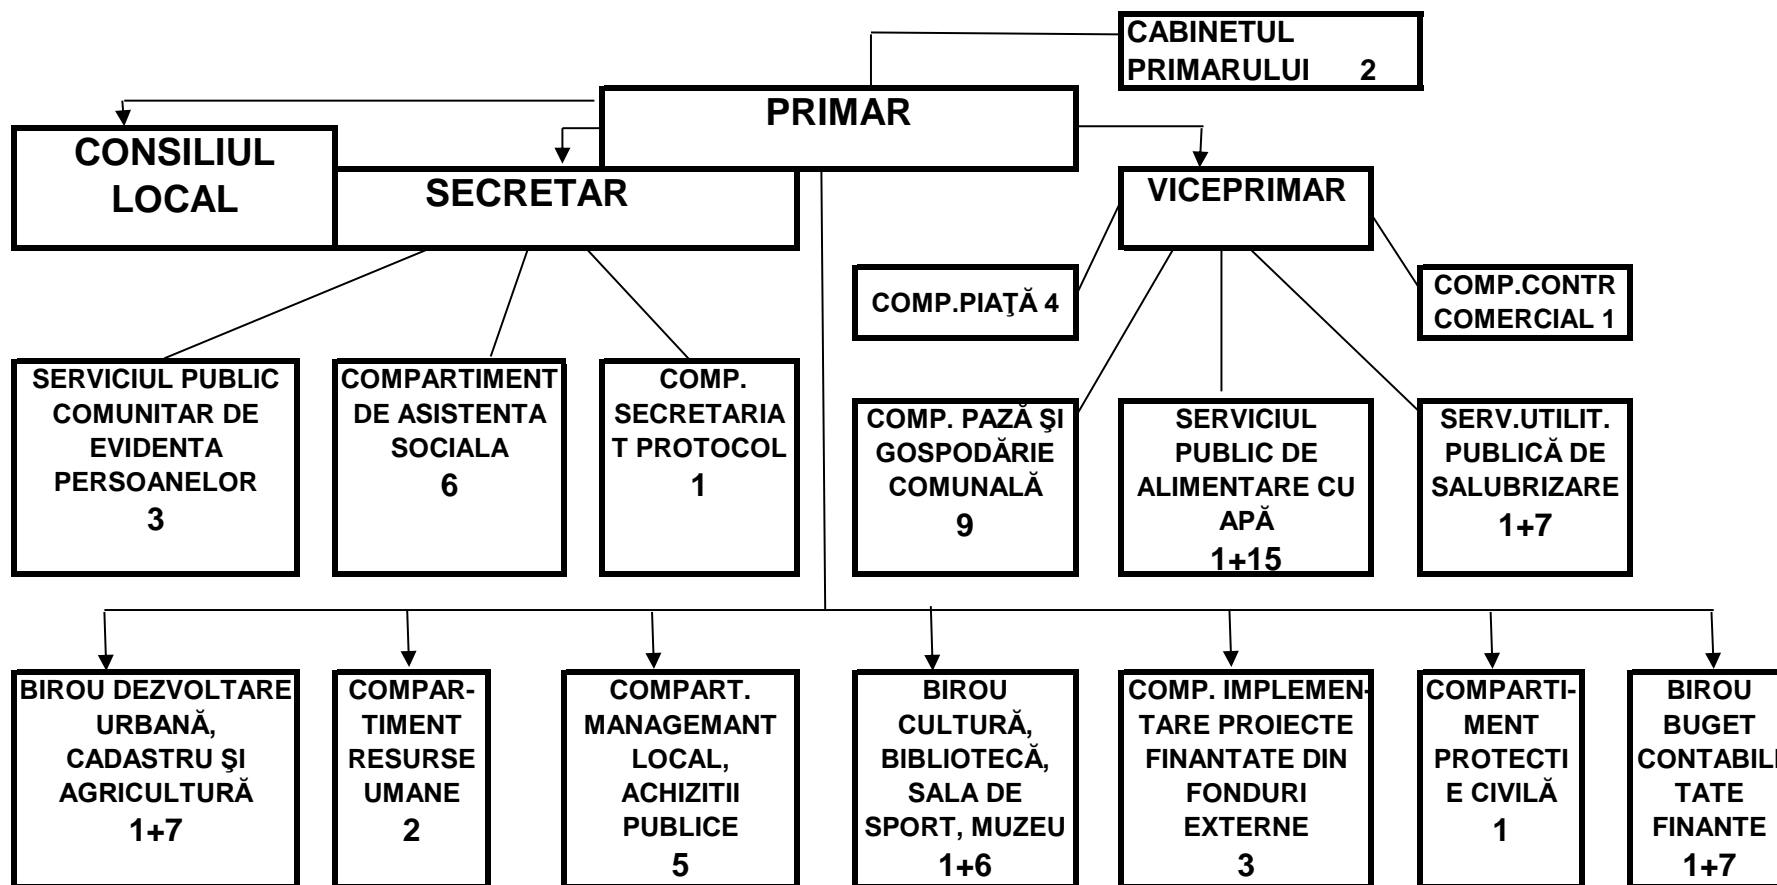 CABINETUL
PRIMARULUI 2
PRIMAR
CONSILIUL
LOCAL
SECRETAR
VICEPRIMAR
COMP.PIAŢĂ 4
COMP.CONTR
COMERCIAL 1
SERVICIUL PUBLIC
COMUNITAR DE
EVIDENTA
PERSOANELOR
3
COMPARTIMENT
DE ASISTENTA
SOCIALA
6
COMP.
SECRETARIA
T PROTOCOL
1
COMP. PAZĂ ŞI
GOSPODĂRIE
COMUNALĂ
9
SERVICIUL
PUBLIC DE
ALIMENTARE CU
APĂ
1+15
SERV.UTILIT.
PUBLICĂ DE
SALUBRIZARE
1+7
BIROU DEZVOLTARE
URBANĂ,
CADASTRU ŞI
AGRICULTURĂ
1+7
COMPAR-
TIMENT
RESURSE
UMANE
2
COMPART.
MANAGEMANT
LOCAL,
ACHIZITII
PUBLICE
5
BIROU
CULTURĂ,
BIBLIOTECĂ,
SALA DE
SPORT, MUZEU
1+6
COMP. IMPLEMEN-
TARE PROIECTE
FINANTATE DIN
FONDURI
EXTERNE
3
COMPARTI-
MENT
PROTECTI
E CIVILĂ
1
BIROU
BUGET
CONTABILI
TATE
FINANTE
1+7